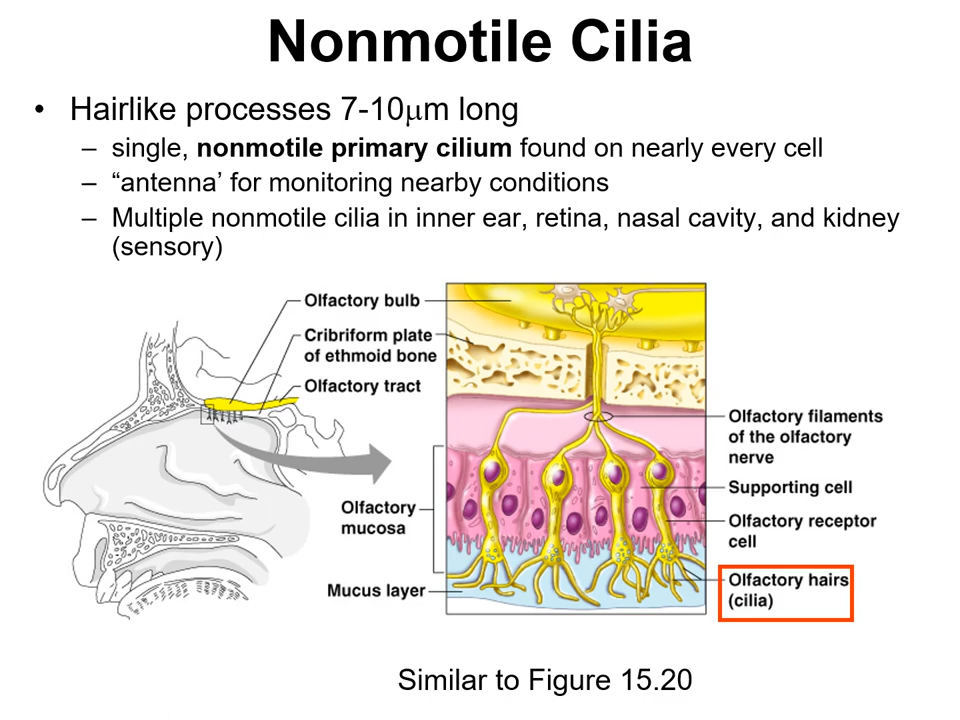 Nonmotile Cilia
• Hairlike processes 7-10μm long
– single, nonmotile primary cilium found on nearly every cell
– “antenna’ for monitoring nearby conditions
– Multiple nonmotile cilia in inner ear, retina, nasal cavity, and kidney
(sensory)
Olfactory bulb
Cribriform plate
of ethmoid bone
Olfactory tract
Olfactory
mucosa
Mucus layer
Olfactory filaments
of the olfactory
nerve
Supporting cell
Olfactory receptor
cell
Olfactory hairs
(cilia)
Similar to Figure 15.20